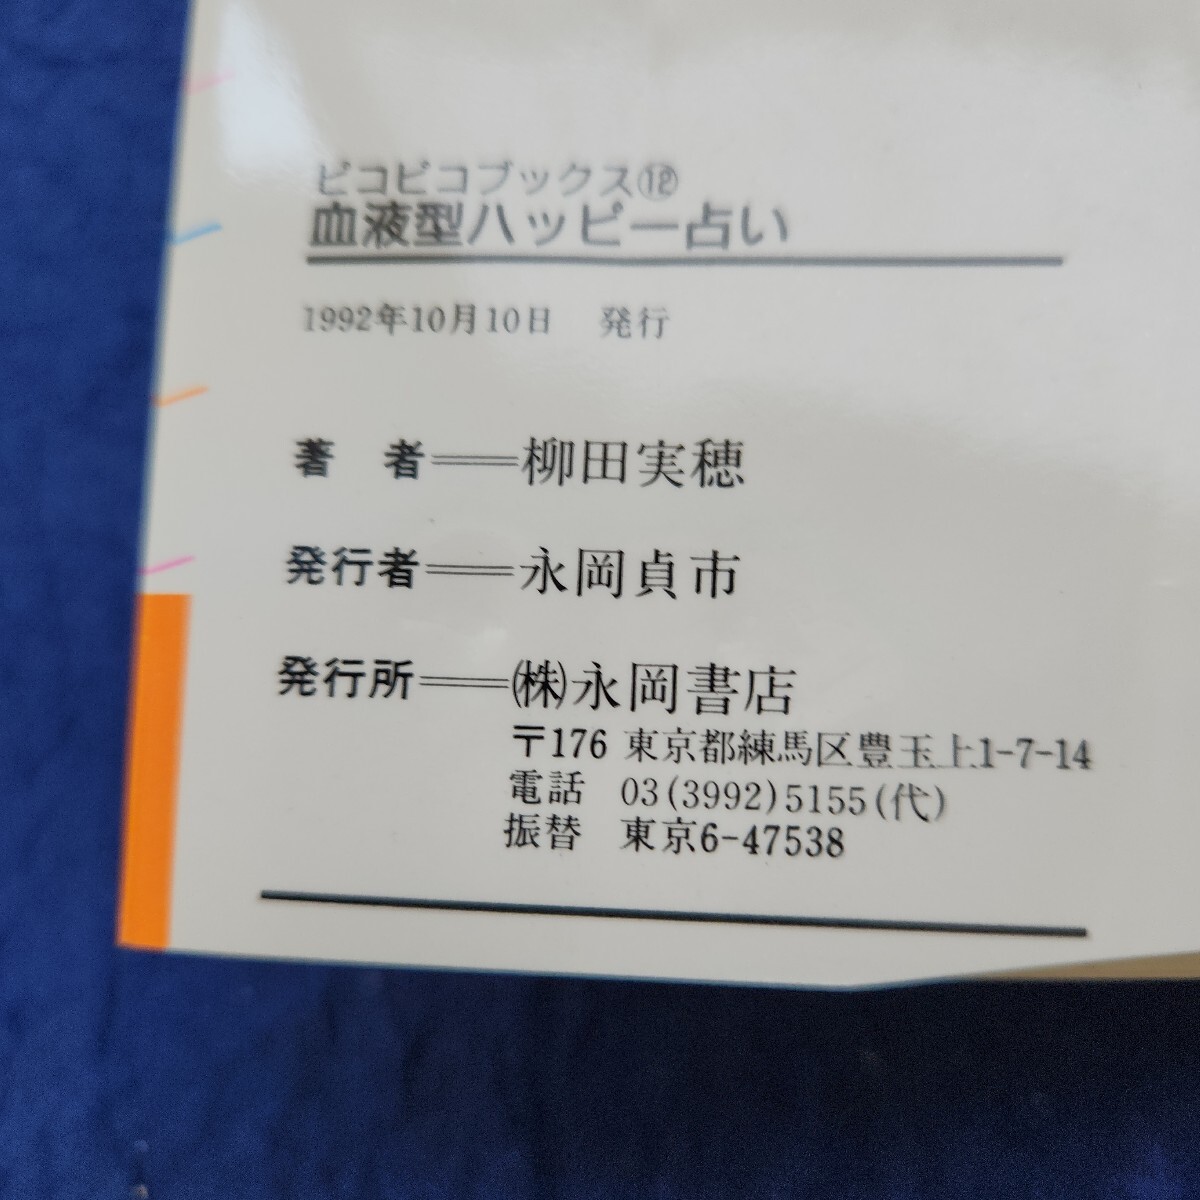 ピコピコブックス⑫
血液型ハッピー占い
1992年10月10日 発行
著 者══柳田実穂
発行者══永岡貞市
発行所══㈱永岡書店
〒176 東京都練馬区豊玉上1-7-14
電話 03(3992)5155(代)
振替 東京6-47538